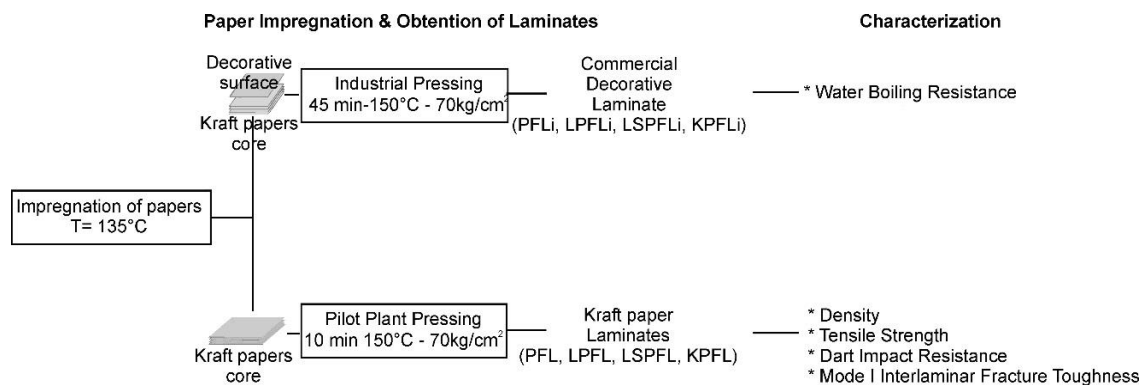 Paper Impregnation & Obtention of Laminates
Characterization
Decorative
surface
Kraft papers
core
Industrial Pressing
45 min-150°C - 70kg/cm²
Commercial
Decorative
Laminate
(PFLi, LPFLi, LSPFLi, KPFLi)
* Water Boiling Resistance
Impregnation of papers
T= 135°C
Kraft papers
core
Pilot Plant Pressing
10 min 150°C - 70kg/cm²
Kraft paper
Laminates
(PFL, LPFL, LSPFL, KPFL)
* Density
* Tensile Strength
* Dart Impact Resistance
* Mode I Interlaminar Fracture Toughness